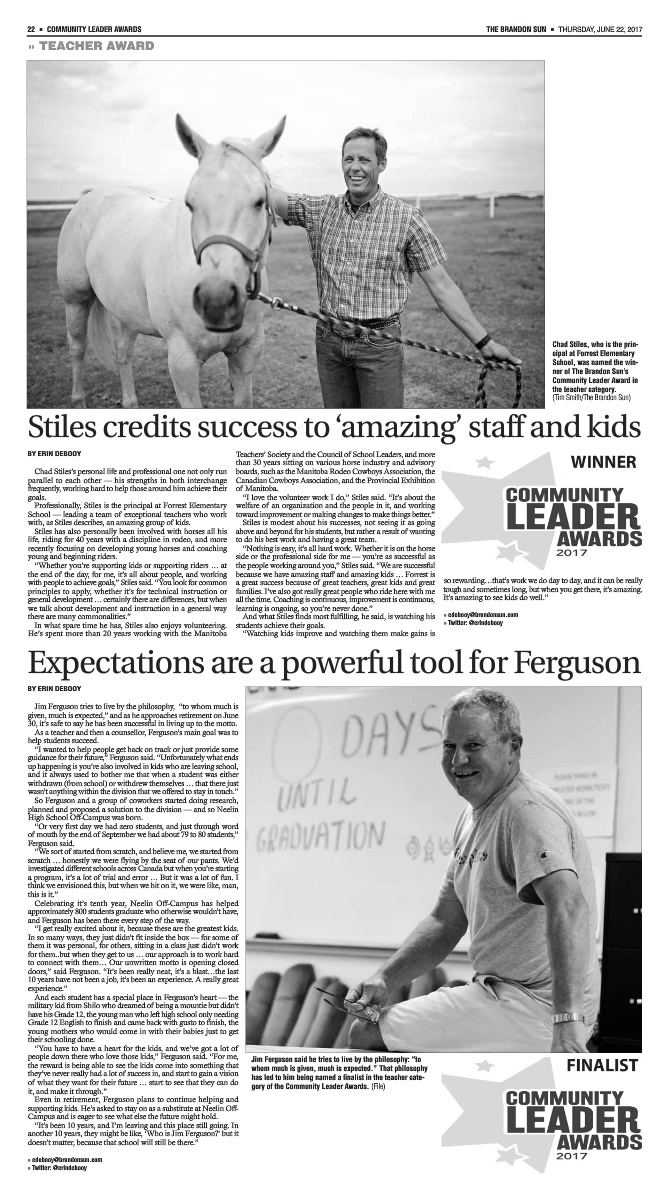 22 ▪ COMMUNITY LEADER AWARDS
THE BRANDON SUN ▪ THURSDAY, JUNE 22, 2017
» TEACHER AWARD
Chad Stiles, who is the prin-
cipal at Forrest Elementary
School, was named the win-
ner of The Brandon Sun's
Community Leader Award in
the teacher category.
(Tim Smith/The Brandon Sun)
Stiles credits success to ‘amazing’ staff and kids
BY ERIN DEBOOY
Chad Stiles's personal life and professional one not only run
parallel to each other — his strengths in both interchange
frequently, working hard to help those around him achieve their
goals.
Professionally, Stiles is the principal at Forrest Elementary
School — leading a team of exceptional teachers who work
with, as Stiles describes, an amazing group of kids.
Stiles has also personally been involved with horses all his
life, riding for 40 years with a discipline in rodeo, and more
recently focusing on developing young horses and coaching
young and beginning riders.
“Whether you're supporting kids or supporting riders … at
the end of the day, for me, it's all about people, and working
with people to achieve goals,” Stiles said. “You look for common
principles to apply, whether it's for technical instruction or
general development … certainly there are differences, but when
we talk about development and instruction in a general way
there are many commonalities.”
In what spare time he has, Stiles also enjoys volunteering.
He's spent more than 20 years working with the Manitoba
Teachers' Society and the Council of School Leaders, and more
than 30 years sitting on various horse industry and advisory
boards, such as the Manitoba Rodeo Cowboys Association, the
Canadian Cowboys Association, and the Provincial Exhibition
of Manitoba.
“I love the volunteer work I do,” Stiles said. “It's about the
welfare of an organization and the people in it, and working
toward improvement or making changes to make things better.”
Stiles is modest about his successes, not seeing it as going
above and beyond for his students, but rather a result of wanting
to do his best work and having a great team.
“Nothing is easy, it's all hard work. Whether it is on the horse
side or the professional side for me — you're as successful as
the people working around you,” Stiles said. “We are successful
because we have amazing staff and amazing kids … Forrest is
a great success because of great teachers, great kids and great
families. I've also got really great people who ride here with me
all the time. Coaching is continuous, improvement is continuous,
learning is ongoing, so you're never done.”
And what Stiles finds most fulfilling, he said, is watching his
students achieve their goals.
“Watching kids improve and watching them make gains is
WINNER
COMMUNITY
LEADER
AWARDS
2017
so rewarding…that's work we do day to day, and it can be really
tough and sometimes long, but when you get there, it's amazing.
It's amazing to see kids do well.”
» edebooy@brandonsun.com
» Twitter: @erindebooy
Expectations are a powerful tool for Ferguson
BY ERIN DEBOOY
Jim Ferguson tries to live by the philosophy, “to whom much is
given, much is expected,” and as he approaches retirement on June
30, it's safe to say he has been successful in living up to the motto.
As a teacher and then a counsellor, Ferguson's main goal was to
help students succeed.
“I wanted to help people get back on track or just provide some
guidance for their future,” Ferguson said. “Unfortunately what ends
up happening is you're also involved in kids who are leaving school,
and it always used to bother me that when a student was either
withdrawn (from school) or withdrew themselves … that there just
wasn't anything within the division that we offered to stay in touch.”
So Ferguson and a group of coworkers started doing research,
planned and proposed a solution to the division — and so Neelin
High School Off-Campus was born.
“Or very first day we had zero students, and just through word
of mouth by the end of September we had about 79 to 80 students,”
Ferguson said.
“We sort of started from scratch, and believe me, we started from
scratch … honestly we were flying by the seat of our pants. We'd
investigated different schools across Canada but when you're starting
a program, it's a lot of trial and error … But it was a lot of fun. I
think we envisioned this, but when we hit on it, we were like, man,
this is it.”
Celebrating it's tenth year, Neelin Off-Campus has helped
approximately 800 students graduate who otherwise wouldn't have,
and Ferguson has been there every step of the way.
“I get really excited about it, because these are the greatest kids.
In so many ways, they just didn't fit inside the box — for some of
them it was personal, for others, sitting in a class just didn't work
for them..but when they get to us … our approach is to work hard
to connect with them… Our unwritten motto is opening closed
doors,” said Ferguson. “It's been really neat, it's a blast…the last
10 years have not been a job, it's been an experience. A really great
experience.”
And each student has a special place in Ferguson's heart — the
military kid from Shilo who dreamed of being a mountie but didn't
have his Grade 12, the young man who left high school only needing
Grade 12 English to finish and came back with gusto to finish, the
young mothers who would come in with their babies just to get
their schooling done.
“You have to have a heart for the kids, and we've got a lot of
people down there who love those kids,” Ferguson said. “For me,
the reward is being able to see the kids come into something that
they've never really had a lot of success in, and start to gain a vision
of what they want for their future … start to see that they can do
it, and make it through.”
Even in retirement, Ferguson plans to continue helping and
supporting kids. He's asked to stay on as a substitute at Neelin Off-
Campus and is eager to see what else the future might hold.
“It's been 10 years, and I'm leaving and this place still going. In
another 10 years, they might be like, ‘Who is Jim Ferguson?’ but it
doesn't matter, because that school will still be there.”
» edebooy@brandonsun.com
» Twitter: @erindebooy
DAYS
UNTIL
GRADUATION
PLEASE HAND IN
Jim Ferguson said he tries to live by the philosophy: “to
whom much is given, much is expected.” That philosophy
has led to him being named a finalist in the teacher cate-
gory of the Community Leader Awards. (File)
FINALIST
COMMUNITY
LEADER
AWARDS
2017